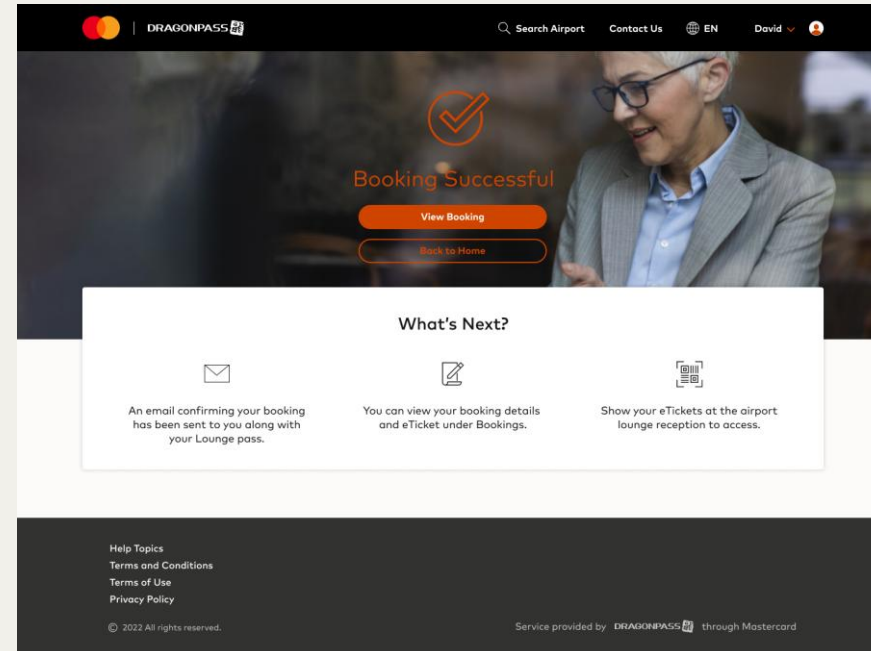 DRAGONPASS
Search Airport
Contact Us
EN
David
Booking Successful
View Booking
Back to Home
What's Next?
An email confirming your booking
has been sent to you along with
your Lounge pass.
You can view your booking details
and eTicket under Bookings.
Show your eTickets at the airport
lounge reception to access.
Help Topics
Terms and Conditions
Terms of Use
Privacy Policy
© 2022 All rights reserved.
Service provided by DRAGONPASS through Mastercard